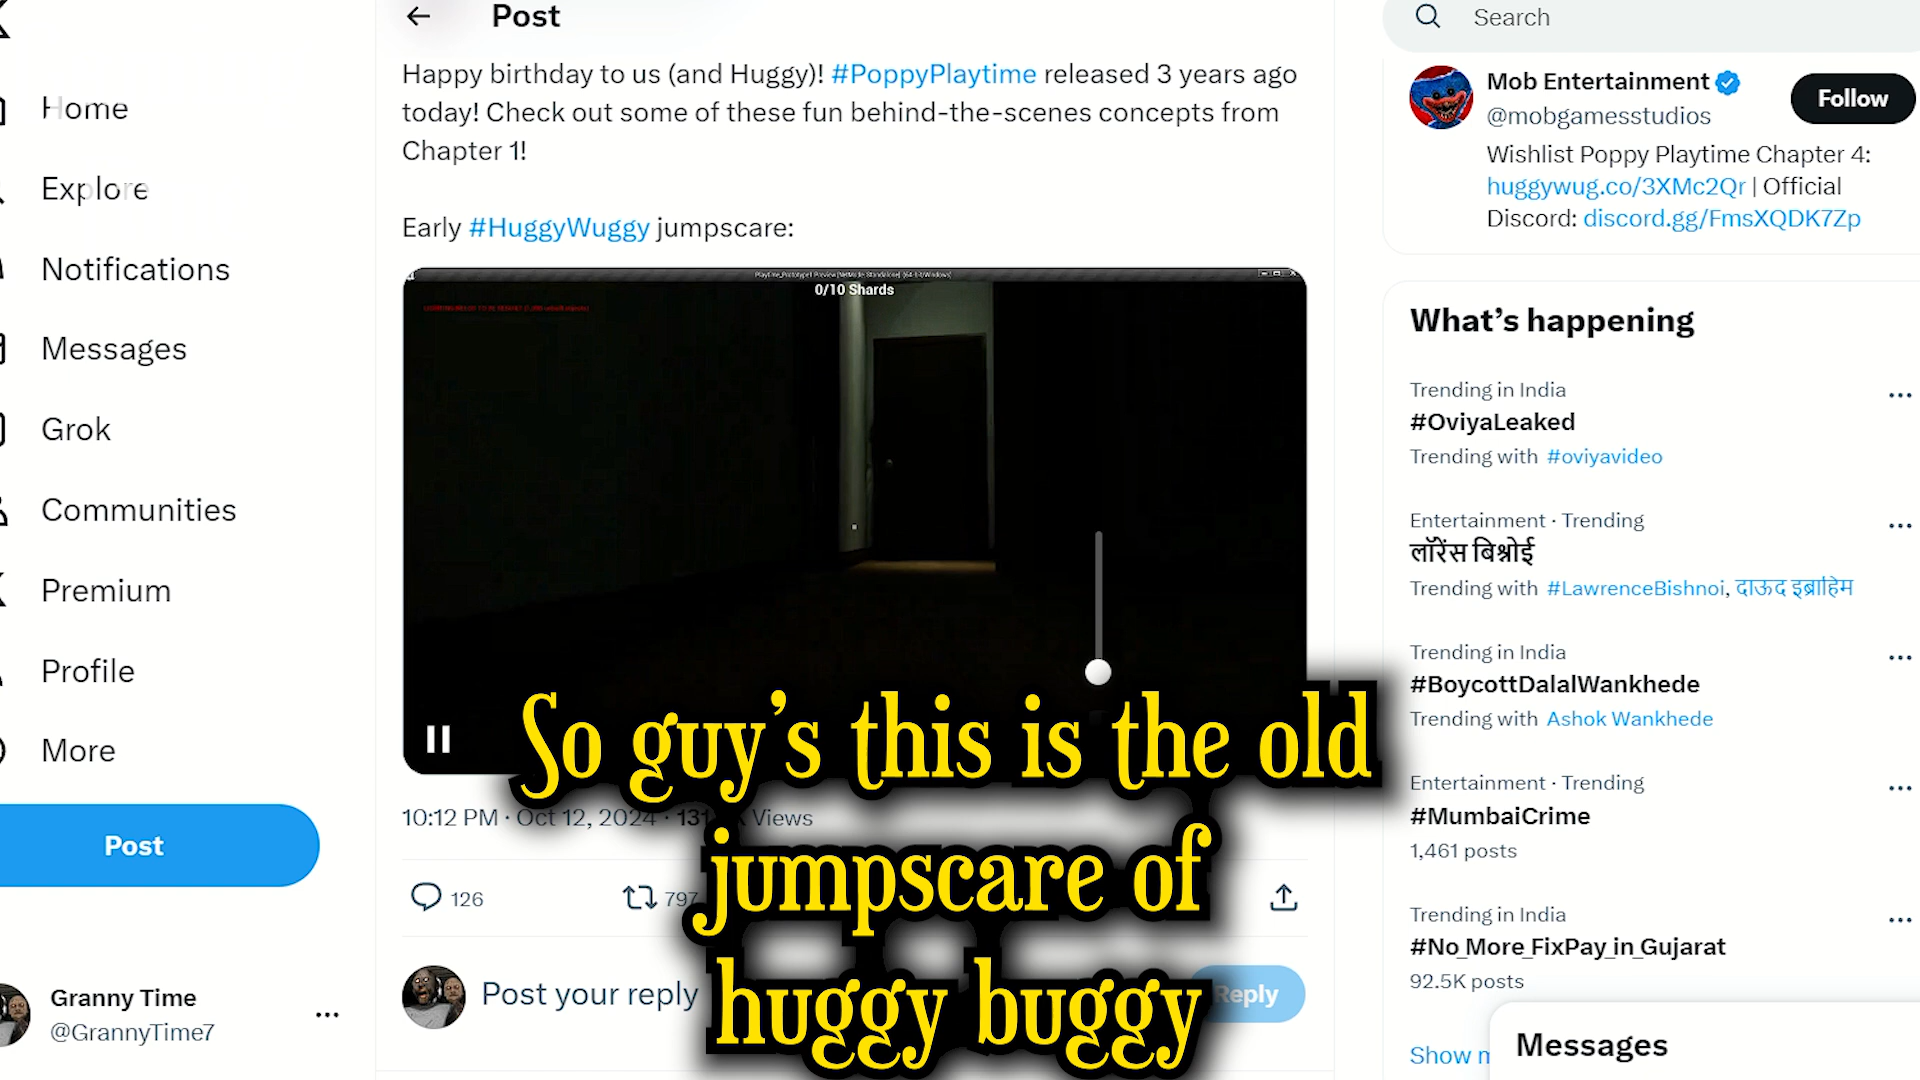 Home
Explore
Notifications
Messages
Grok
Communities
Premium
Profile
More
Post
Granny Time
@GrannyTime7
Post
Happy birthday to us (and Huggy)! #PoppyPlaytime released 3 years ago
today! Check out some of these fun behind-the-scenes concepts from
Chapter 1!
Early #HuggyWuggy jumpscare:
0/10 Shards
So guy's this is the old
jumpscare of
huggy buggy
10:12 PM · Oct 12, 2024 · Views
126
797
Post your reply
Reply
Search
Mob Entertainment
@mobgamesstudios
Follow
Wishlist Poppy Playtime Chapter 4:
huggywug.co/3XMc2Qr | Official
Discord: discord.gg/FmsXQDK7Zp
What's happening
Trending in India
#OviyaLeaked
Trending with #oviyavideo
Entertainment · Trending
लॉरेंस बिश्नोई
Trending with #LawrenceBishnoi, दाऊद इब्राहिम
Trending in India
#BoycottDalalWankhede
Trending with Ashok Wankhede
Entertainment · Trending
#MumbaiCrime
1,461 posts
Trending in India
#No_More_FixPay_in_Gujarat
92.5K posts
Show
Messages